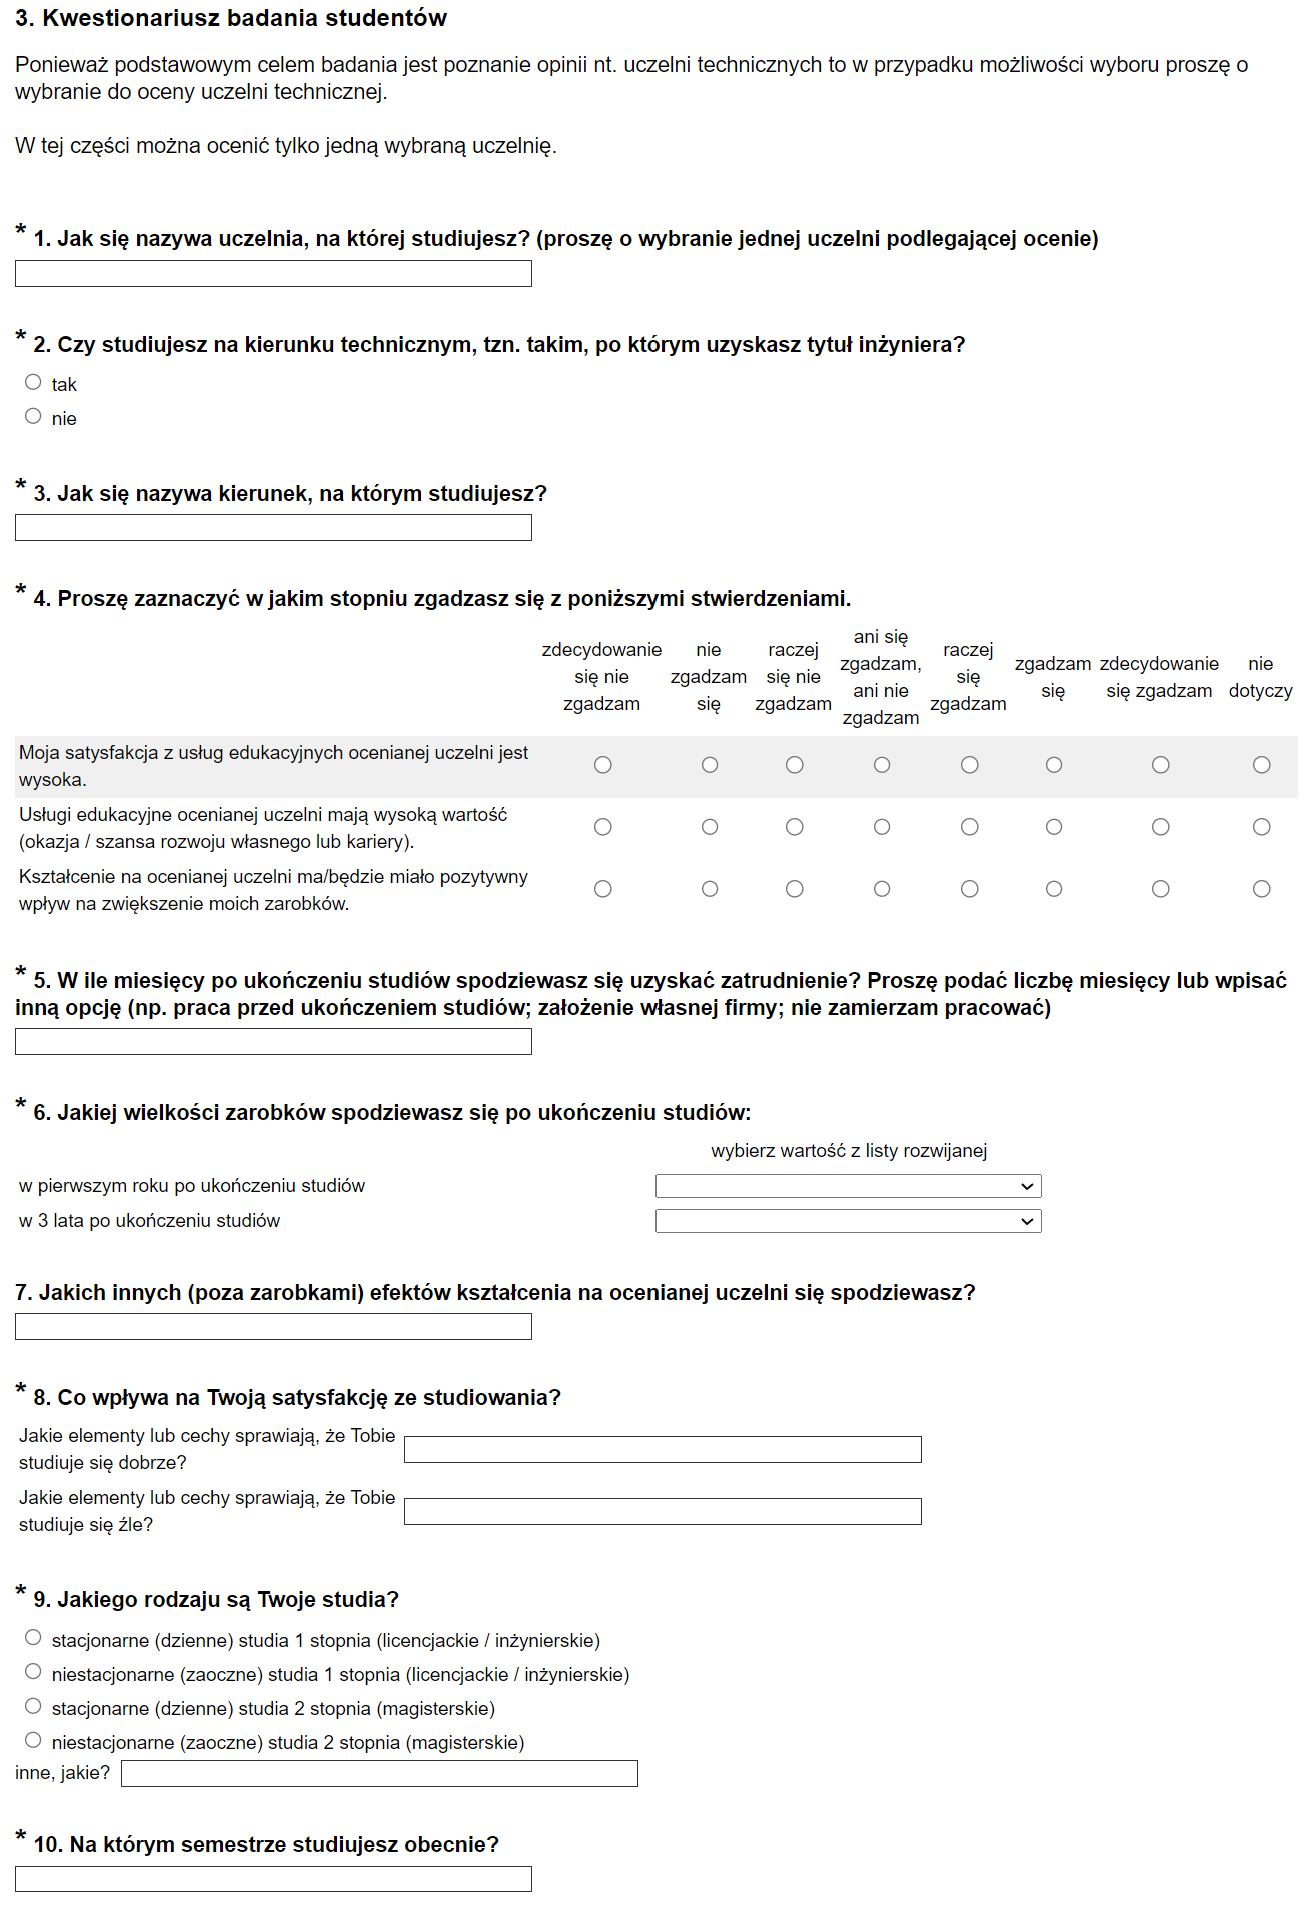 3. Kwestionariusz badania studentów
Ponieważ podstawowym celem badania jest poznanie opinii nt. uczelni technicznych to w przypadku możliwości wyboru proszę o
wybranie do oceny uczelni technicznej.
W tej części można ocenić tylko jedną wybraną uczelnię.
* 1. Jak się nazywa uczelnia, na której studiujesz? (proszę o wybranie jednej uczelni podlegającej ocenie)
* 2. Czy studiujesz na kierunku technicznym, tzn. takim, po którym uzyskasz tytuł inżyniera?
tak
nie
* 3. Jak się nazywa kierunek, na którym studiujesz?
* 4. Proszę zaznaczyć w jakim stopniu zgadzasz się z poniższymi stwierdzeniami.
zdecydowanie
się nie
zgadzam
nie
zgadzam
się
raczej
się nie
zgadzam
ani się
zgadzam,
ani nie
zgadzam
raczej
się
zgadzam
zgadzam
się
zdecydowanie
się zgadzam
nie
dotyczy
Moja satysfakcja z usług edukacyjnych ocenianej uczelni jest
wysoka.
Usługi edukacyjne ocenianej uczelni mają wysoką wartość
(okazja / szansa rozwoju własnego lub kariery).
Kształcenie na ocenianej uczelni ma/będzie miało pozytywny
wpływ na zwiększenie moich zarobków.
* 5. W ile miesięcy po ukończeniu studiów spodziewasz się uzyskać zatrudnienie? Proszę podać liczbę miesięcy lub wpisać
inną opcję (np. praca przed ukończeniem studiów; założenie własnej firmy; nie zamierzam pracować)
* 6. Jakiej wielkości zarobków spodziewasz się po ukończeniu studiów:
wybierz wartość z listy rozwijanej
w pierwszym roku po ukończeniu studiów
w 3 lata po ukończeniu studiów
7. Jakich innych (poza zarobkami) efektów kształcenia na ocenianej uczelni się spodziewasz?
* 8. Co wpływa na Twoją satysfakcję ze studiowania?
Jakie elementy lub cechy sprawiają, że Tobie
studiuje się dobrze?
Jakie elementy lub cechy sprawiają, że Tobie
studiuje się źle?
* 9. Jakiego rodzaju są Twoje studia?
stacjonarne (dzienne) studia 1 stopnia (licencjackie / inżynierskie)
niestacjonarne (zaoczne) studia 1 stopnia (licencjackie / inżynierskie)
stacjonarne (dzienne) studia 2 stopnia (magisterskie)
niestacjonarne (zaoczne) studia 2 stopnia (magisterskie)
inne, jakie?
* 10. Na którym semestrze studiujesz obecnie?